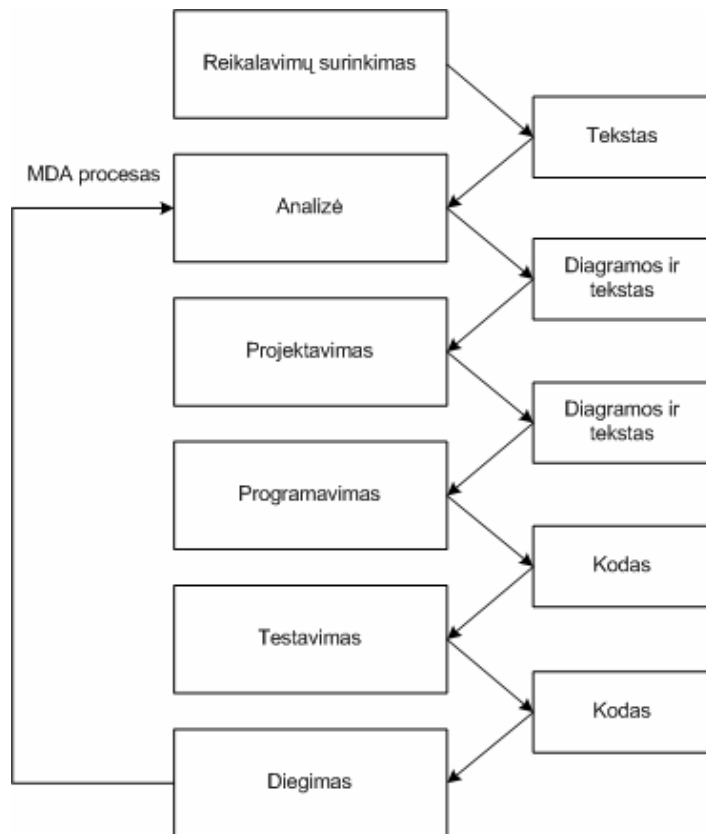 Reikalavimų surinkimas
Tekstas
MDA procesas
Analizė
Diagramos ir
tekstas
Projektavimas
Diagramos ir
tekstas
Programavimas
Kodas
Testavimas
Kodas
Diegimas